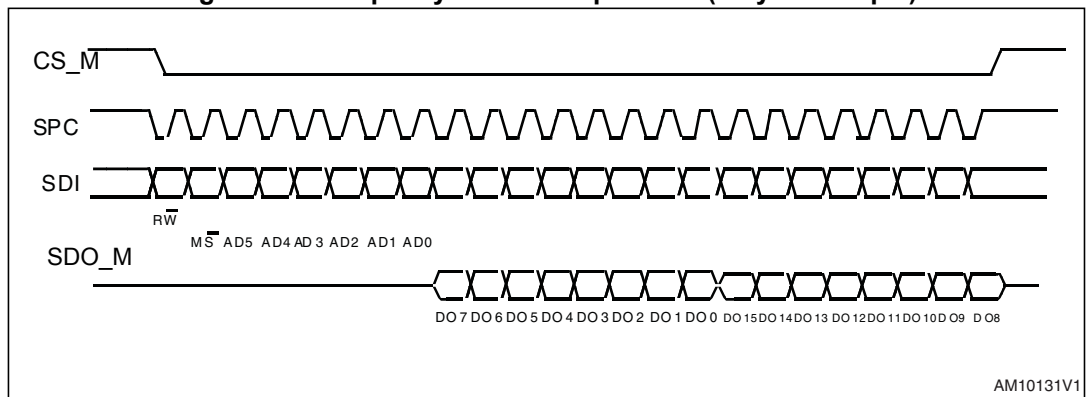 CS_M
SPC
SDI
RW
MS AD5 AD4 AD3 AD2 AD1 AD0
SDO_M
DO7 DO6 DO5 DO4 DO3 DO2 DO1 DO0 DO15 DO14 DO13 DO12 DO11 DO10 DO9 DO8
AM10131V1